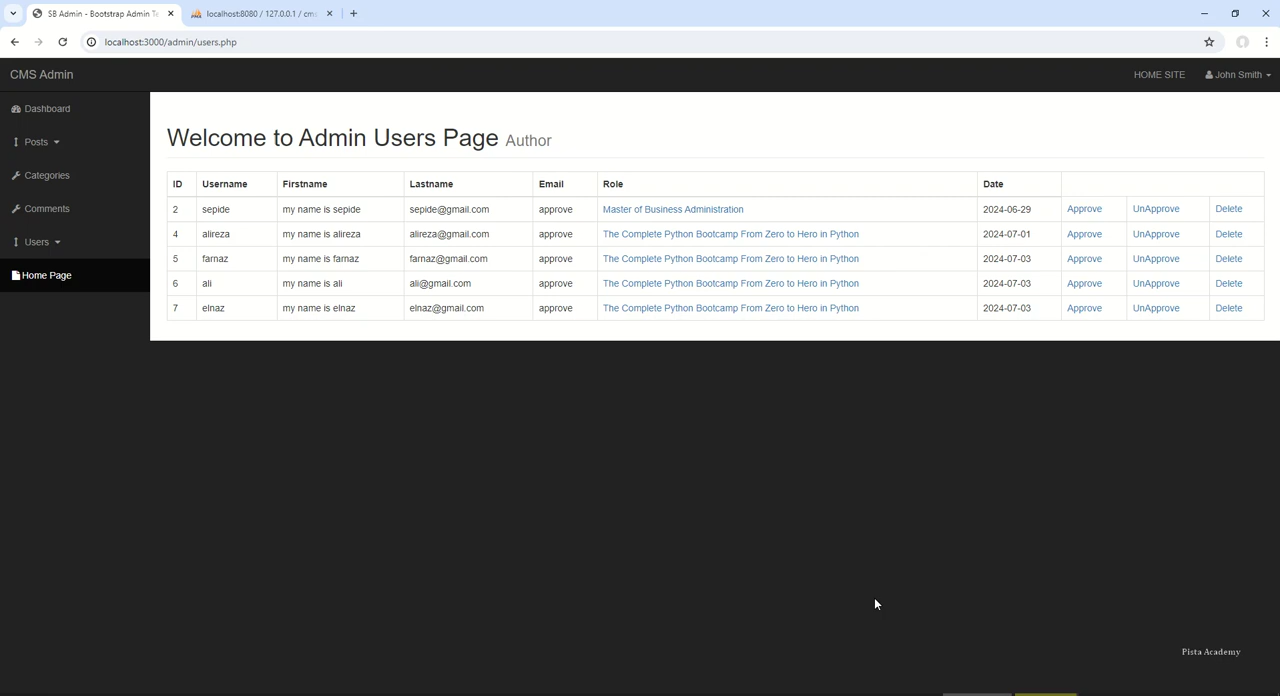 SB Admin - Bootstrap Admin Te
localhost:8080 / 127.0.0.1 / cms
localhost:3000/admin/users.php
CMS Admin
HOME SITE
John Smith
Dashboard
Posts
Categories
Comments
Users
Home Page
Welcome to Admin Users Page Author
ID Username Firstname Lastname Email Role Date
2 sepide my name is sepide sepide@gmail.com approve Master of Business Administration 2024-06-29 Approve UnApprove Delete
4 alireza my name is alireza alireza@gmail.com approve The Complete Python Bootcamp From Zero to Hero in Python 2024-07-01 Approve UnApprove Delete
5 farnaz my name is farnaz farnaz@gmail.com approve The Complete Python Bootcamp From Zero to Hero in Python 2024-07-03 Approve UnApprove Delete
6 ali my name is ali ali@gmail.com approve The Complete Python Bootcamp From Zero to Hero in Python 2024-07-03 Approve UnApprove Delete
7 elnaz my name is elnaz elnaz@gmail.com approve The Complete Python Bootcamp From Zero to Hero in Python 2024-07-03 Approve UnApprove Delete
Pista Academy